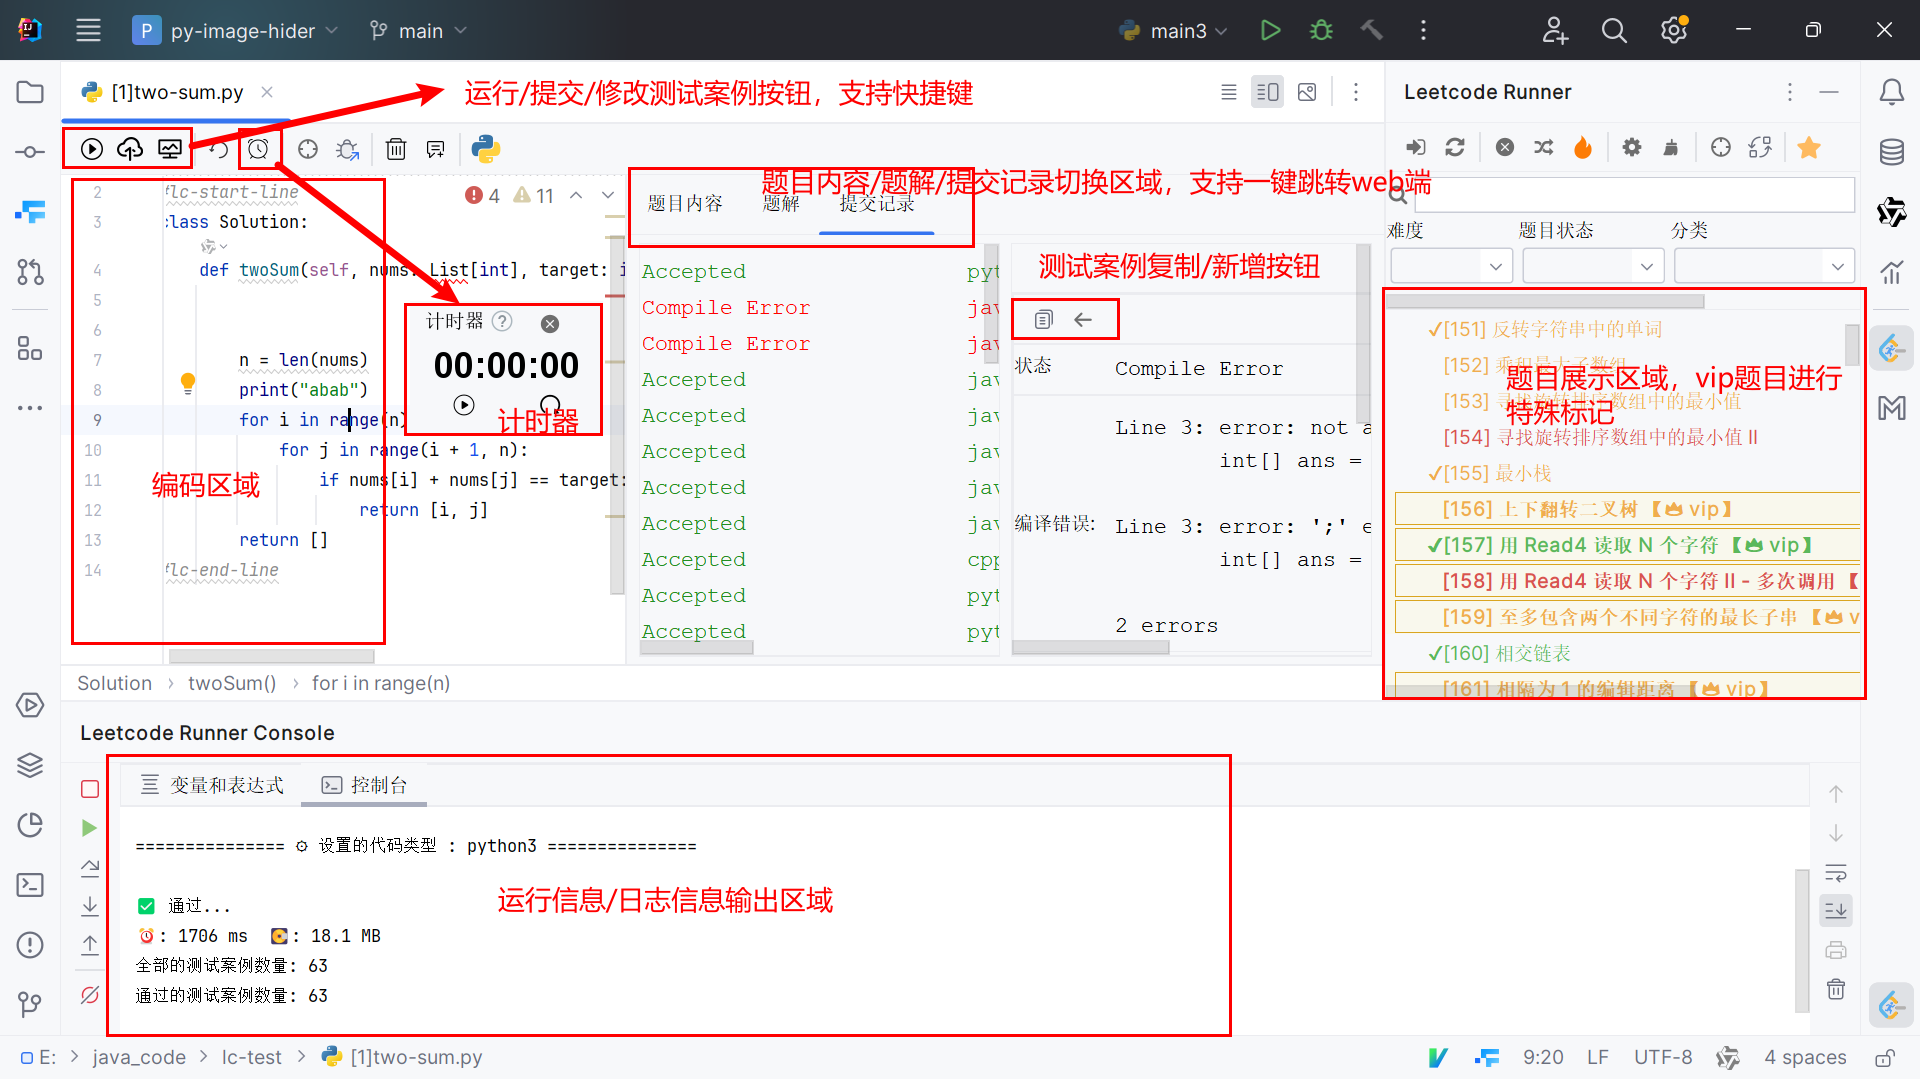 P py-image-hider main main3
[1]two-sum.py
运行/提交/修改测试案例按钮，支持快捷键
Leetcode Runner
2 #lc-start-line
4 11
3 class Solution:
4 def twoSum(self, nums: List[int], target: i
5
6
7 n = len(nums)
8 print("abab")
9 for i in range(n)
10 for j in range(i + 1, n):
11 if nums[i] + nums[j] == target:
12 return [i, j]
13 return []
14 #lc-end-line
编码区域
计时器
00:00:00
计时器
题目内容/题解/提交记录切换区域，支持一键跳转web端
题目内容 题解 提交记录
Accepted pyt
Compile Error jav
Compile Error jav
Accepted jav
Accepted jav
Accepted jav
Accepted jav
Accepted jav
Accepted cpp
Accepted pyt
Accepted pyt
测试案例复制/新增按钮
状态 Compile Error
Line 3: error: not a
int[] ans =
编译错误: Line 3: error: ';' e
int[] ans =
2 errors
难度 题目状态 分类
✓[151] 反转字符串中的单词
[152] 乘积最大子数组
题目展示区域，vip题目进行
特殊标记
[153] 寻找旋转排序数组中的最小值
[154] 寻找旋转排序数组中的最小值 II
✓[155] 最小栈
[156] 上下翻转二叉树【vip】
✓[157] 用 Read4 读取 N 个字符【vip】
[158] 用 Read4 读取 N 个字符 II - 多次调用【
[159] 至多包含两个不同字符的最长子串【v
✓[160] 相交链表
[161] 相隔为 1 的编辑距离【vip】
Solution › twoSum() › for i in range(n)
Leetcode Runner Console
变量和表达式 控制台
=============== 设置的代码类型 : python3 ===============
通过...
: 1706 ms : 18.1 MB
全部的测试案例数量: 63
通过的测试案例数量: 63
运行信息/日志信息输出区域
E: > java_code > lc-test > [1]two-sum.py
9:20 LF UTF-8 4 spaces